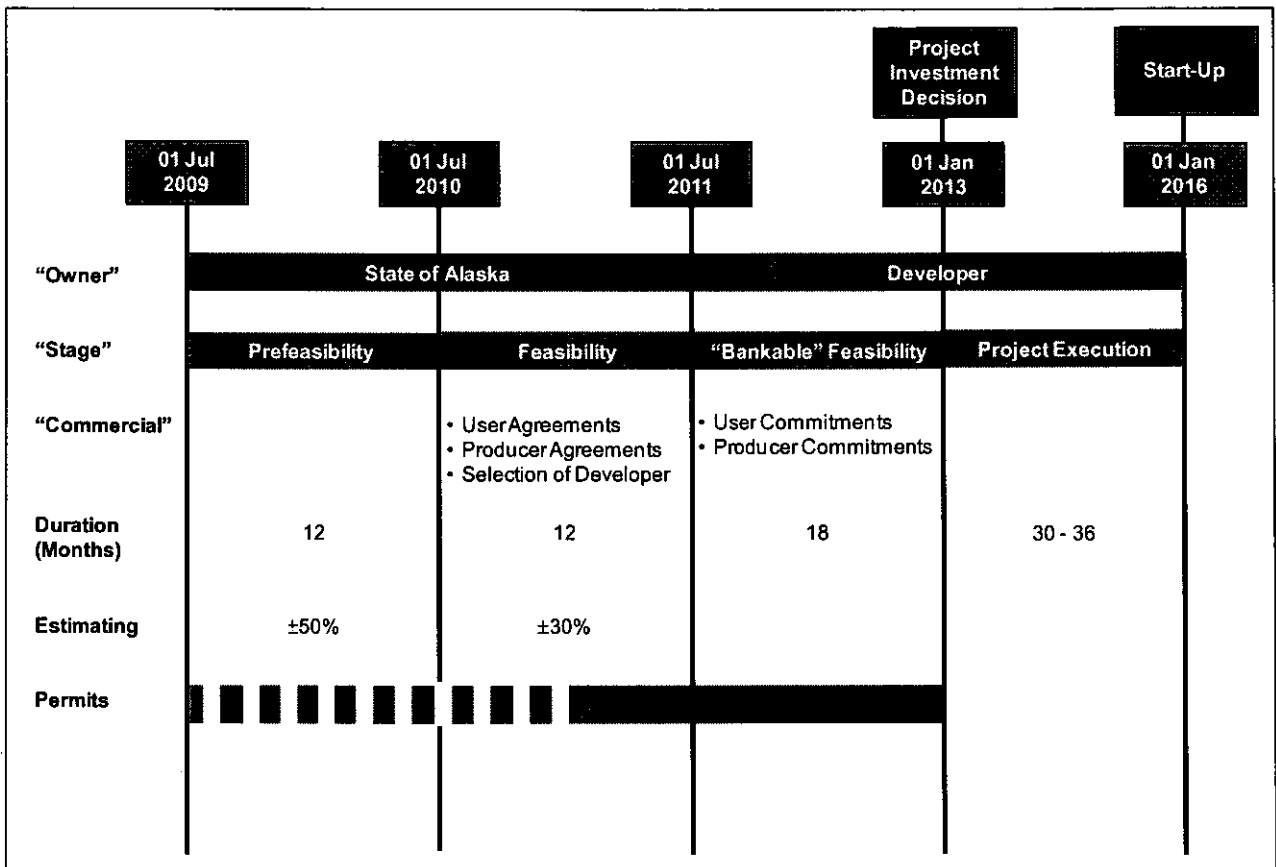 Project
Investment
Decision
Start-Up
01 Jul
2009
01 Jul
2010
01 Jul
2011
01 Jan
2013
01 Jan
2016
“Owner”
State of Alaska
Developer
“Stage”
Prefeasibility
Feasibility
“Bankable” Feasibility
Project Execution
“Commercial”
• User Agreements
• Producer Agreements
• Selection of Developer
• User Commitments
• Producer Commitments
Duration
(Months)
12
12
18
30 - 36
Estimating
±50%
±30%
Permits